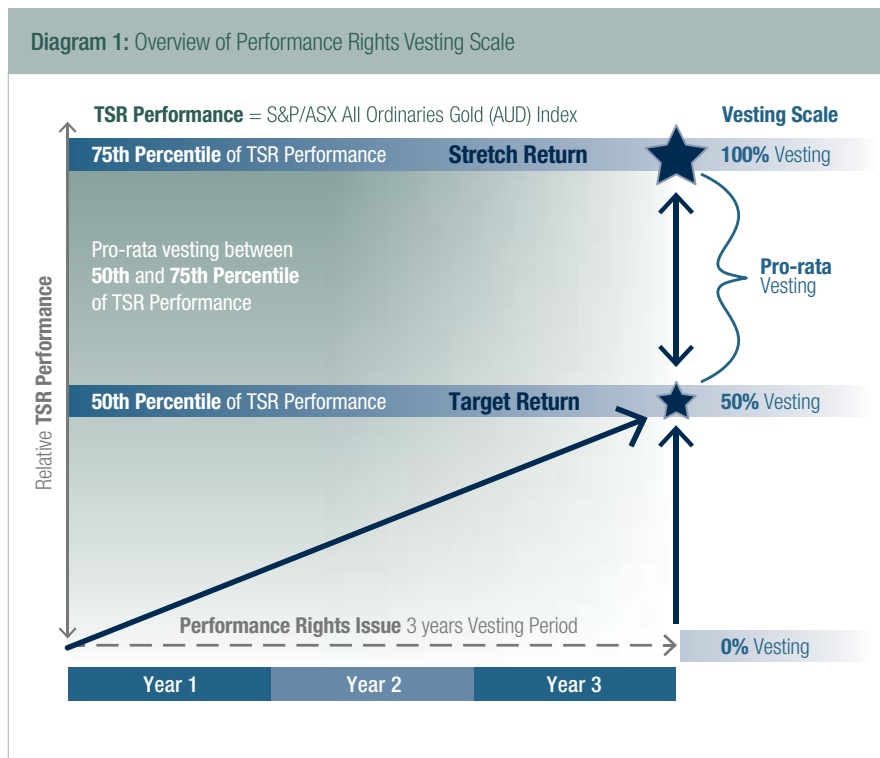 Diagram 1: Overview of Performance Rights Vesting Scale
TSR Performance = S&P/ASX All Ordinaries Gold (AUD) Index
Vesting Scale
75th Percentile of TSR Performance
Stretch Return
100% Vesting
Pro-rata vesting between
50th and 75th Percentile
of TSR Performance
Pro-rata
Vesting
Relative TSR Performance
50th Percentile of TSR Performance
Target Return
50% Vesting
Performance Rights Issue 3 years Vesting Period
0% Vesting
Year 1
Year 2
Year 3